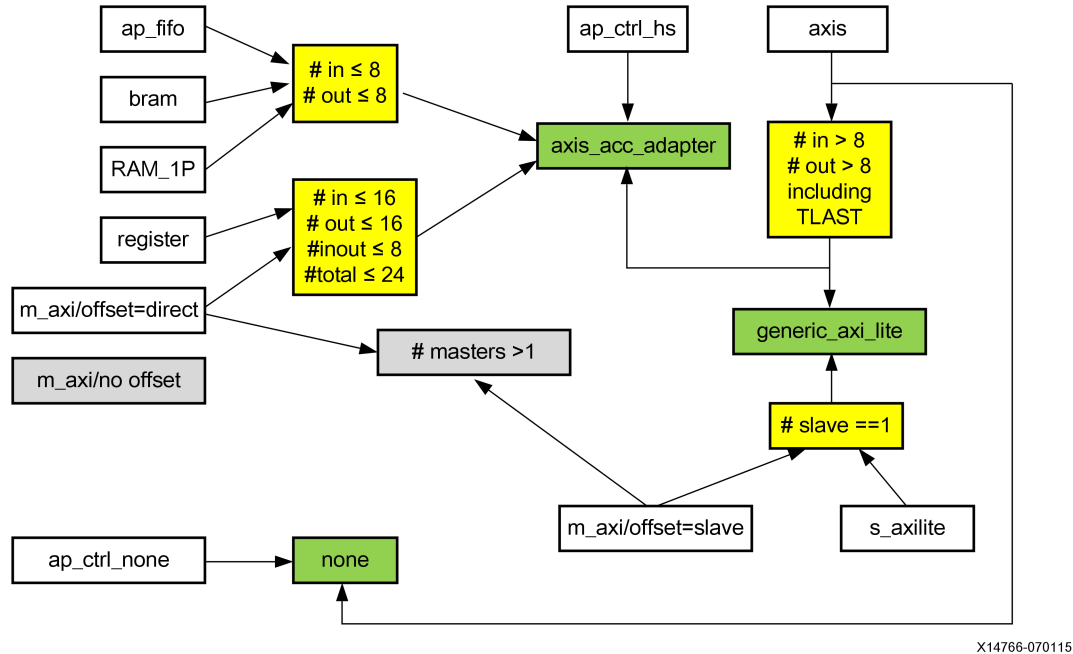 ap_fifo
ap_ctrl_hs
axis
# in ≤ 8
# out ≤ 8
bram
axis_acc_adapter
# in > 8
# out > 8
including
TLAST
RAM_1P
# in ≤ 16
# out ≤ 16
#inout ≤ 8
#total ≤ 24
register
m_axi/offset=direct
generic_axi_lite
# masters >1
m_axi/no offset
# slave ==1
m_axi/offset=slave
s_axilite
ap_ctrl_none
none
X14766-070115